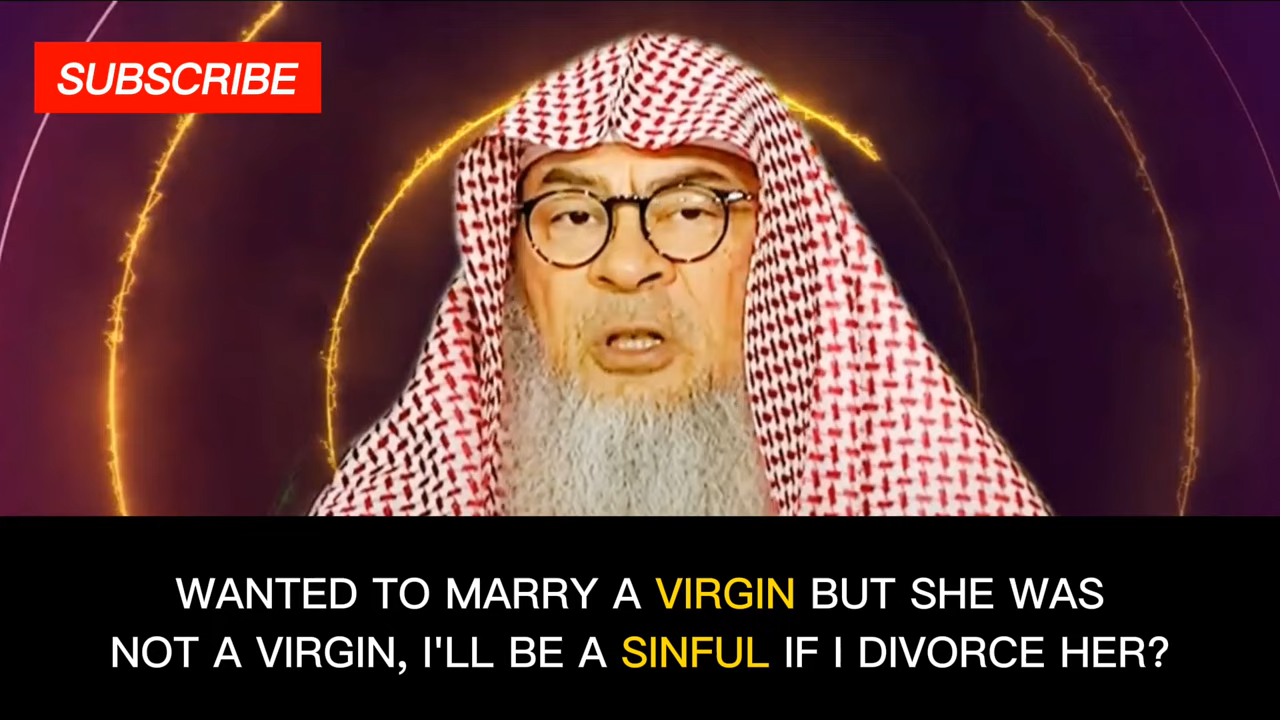 SUBSCRIBE
WANTED TO MARRY A VIRGIN BUT SHE WAS
NOT A VIRGIN, I'LL BE A SINFUL IF I DIVORCE HER?